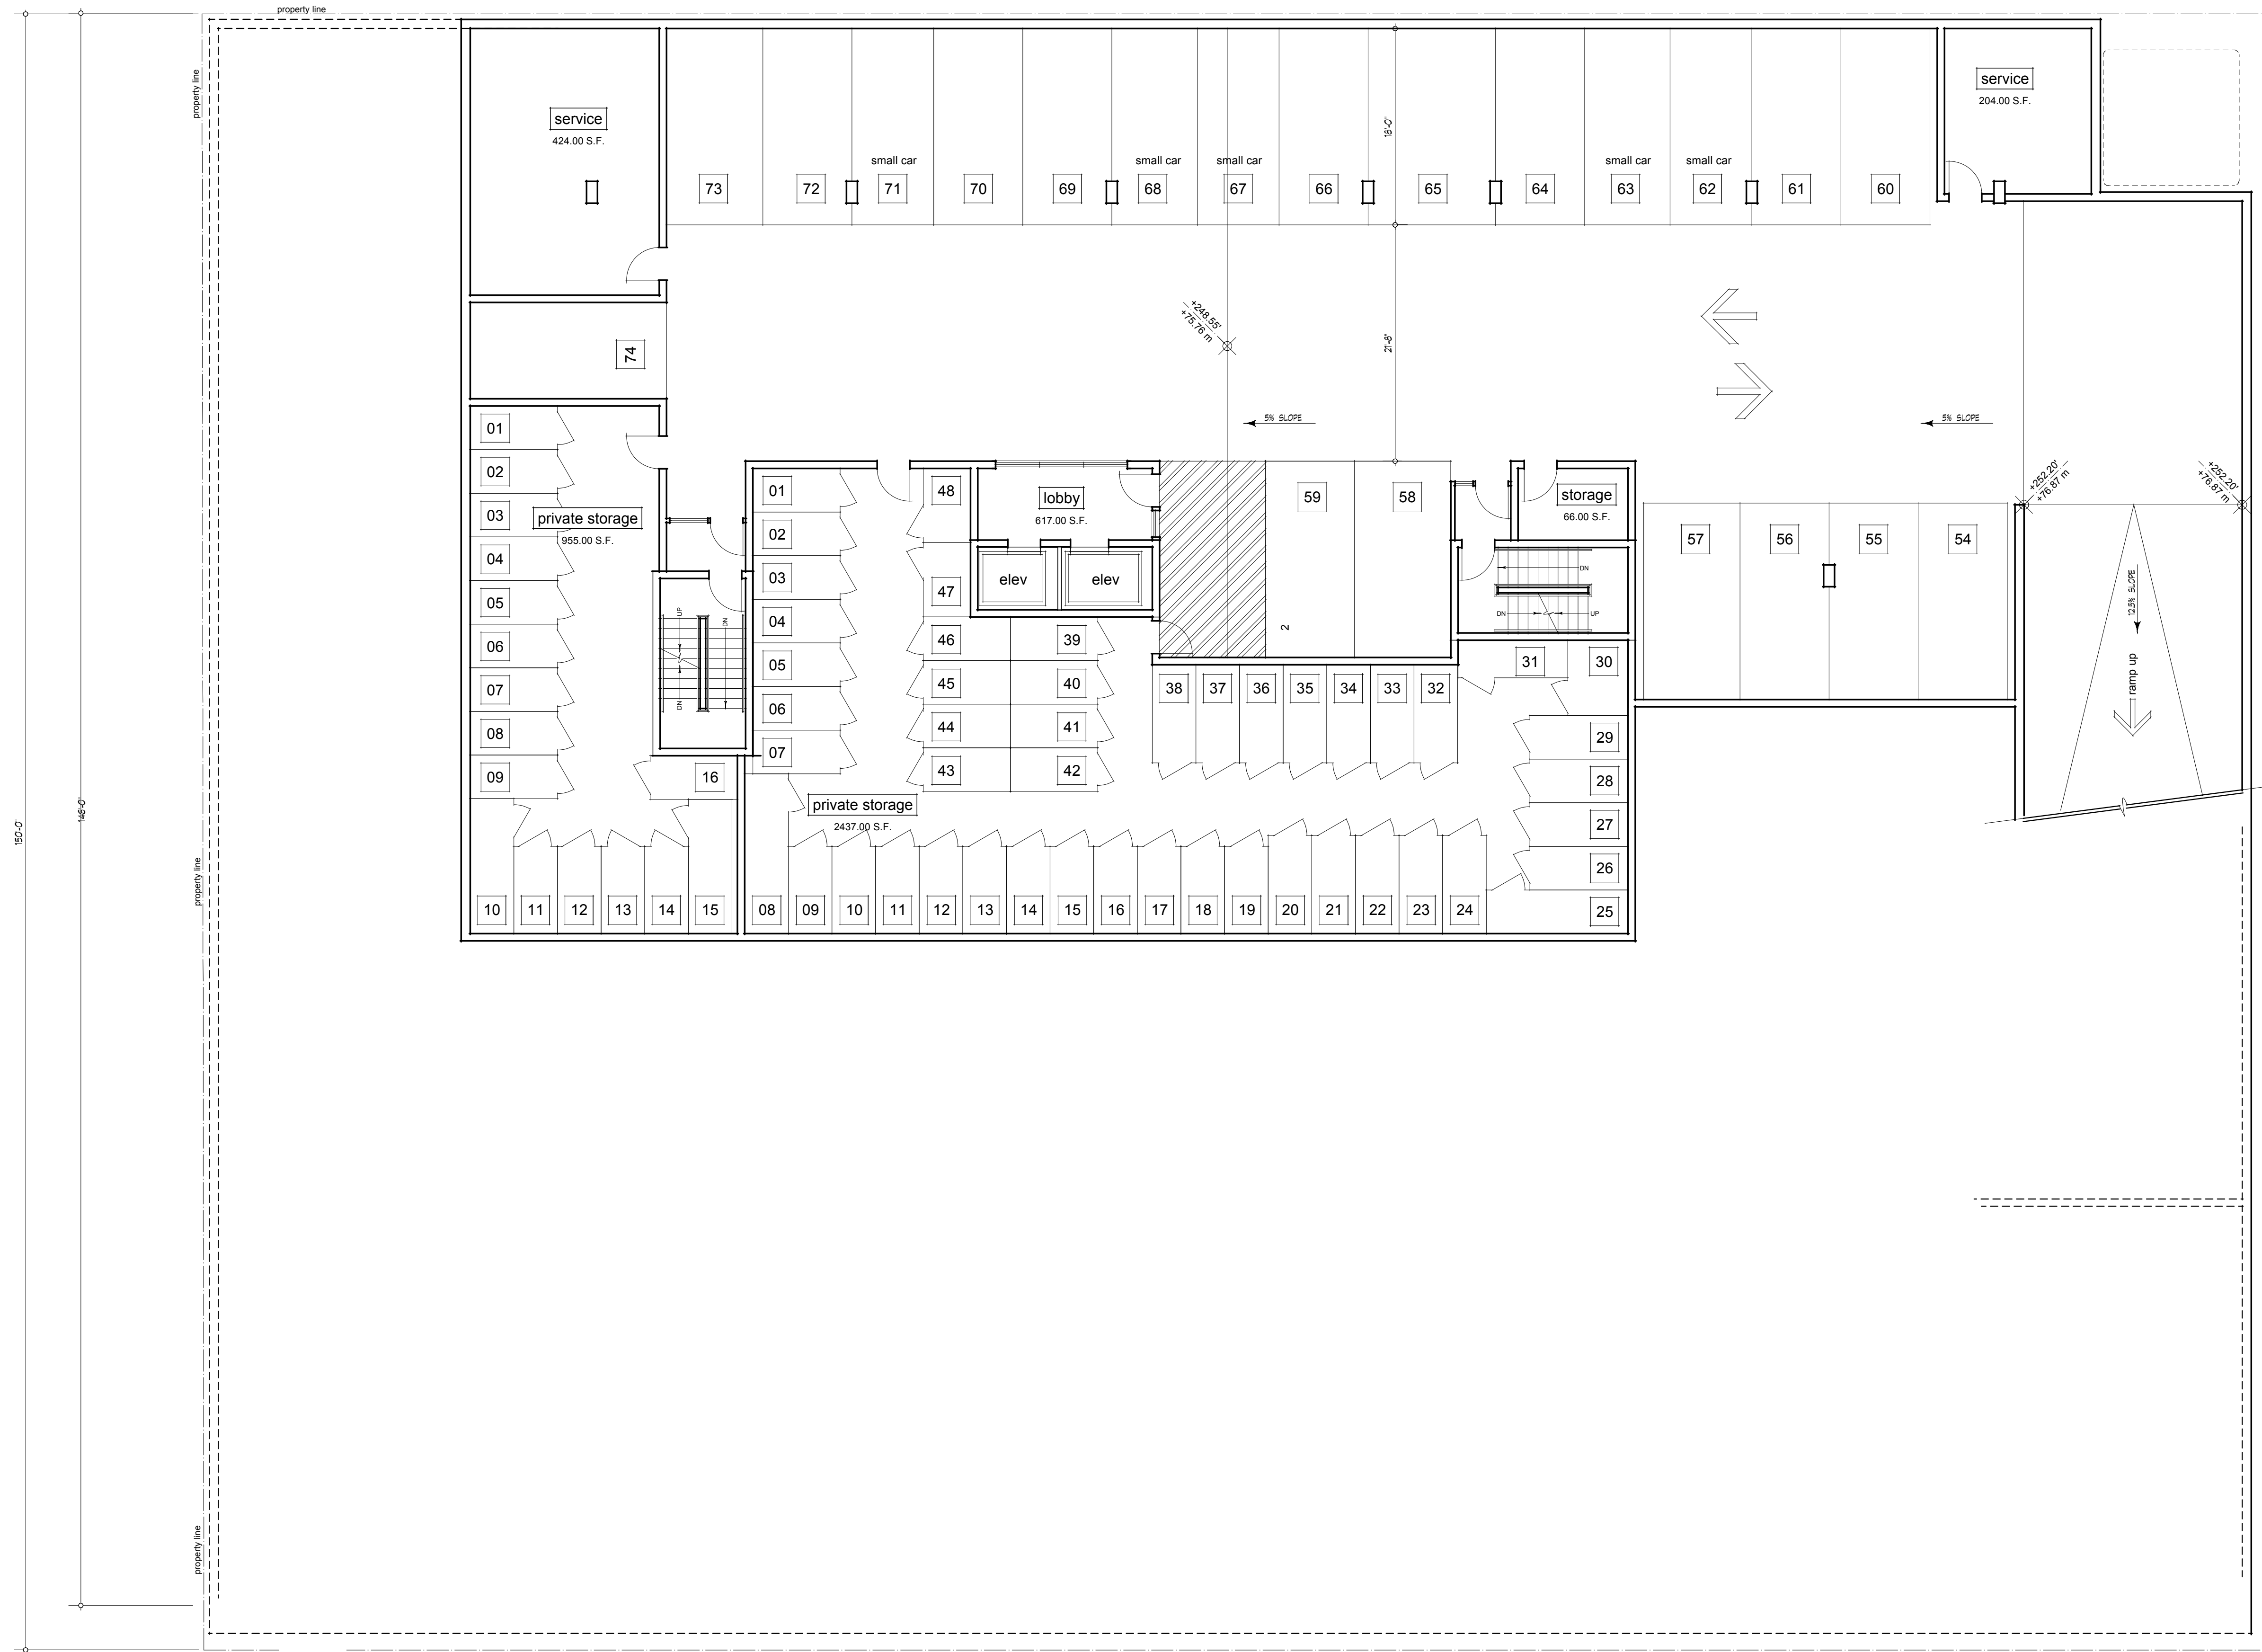 property line
property line
service
424.00 S.F.
service
204.00 S.F.
18'-0"
small car
small car
small car
small car
small car
73
72
71
70
69
68
67
66
65
64
63
62
61
60
+248.55'
+75.76 m
21'-8"
74
5% SLOPE
5% SLOPE
01
02
03
04
05
06
07
08
09
private storage
955.00 S.F.
10
11
12
13
14
15
16
UP
DN
DN
01
02
03
04
05
06
07
48
47
46
45
44
43
39
40
41
42
lobby
617.00 S.F.
elev
elev
59
58
2
storage
66.00 S.F.
DN
DN
UP
57
56
55
54
+252.20'
+76.87 m
+252.20'
+76.87 m
12.5% SLOPE
ramp up
38
37
36
35
34
33
32
31
30
29
28
27
26
25
private storage
2437.00 S.F.
08
09
10
11
12
13
14
15
16
17
18
19
20
21
22
23
24
150'-0"
146'-0"
property line
property line